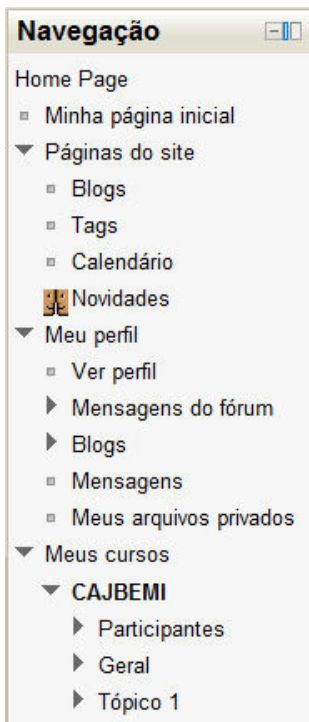 Navegação
Home Page
Minha página inicial
Páginas do site
Blogs
Tags
Calendário
Novidades
Meu perfil
Ver perfil
Mensagens do fórum
Blogs
Mensagens
Meus arquivos privados
Meus cursos
CAJBEMI
Participantes
Geral
Tópico 1